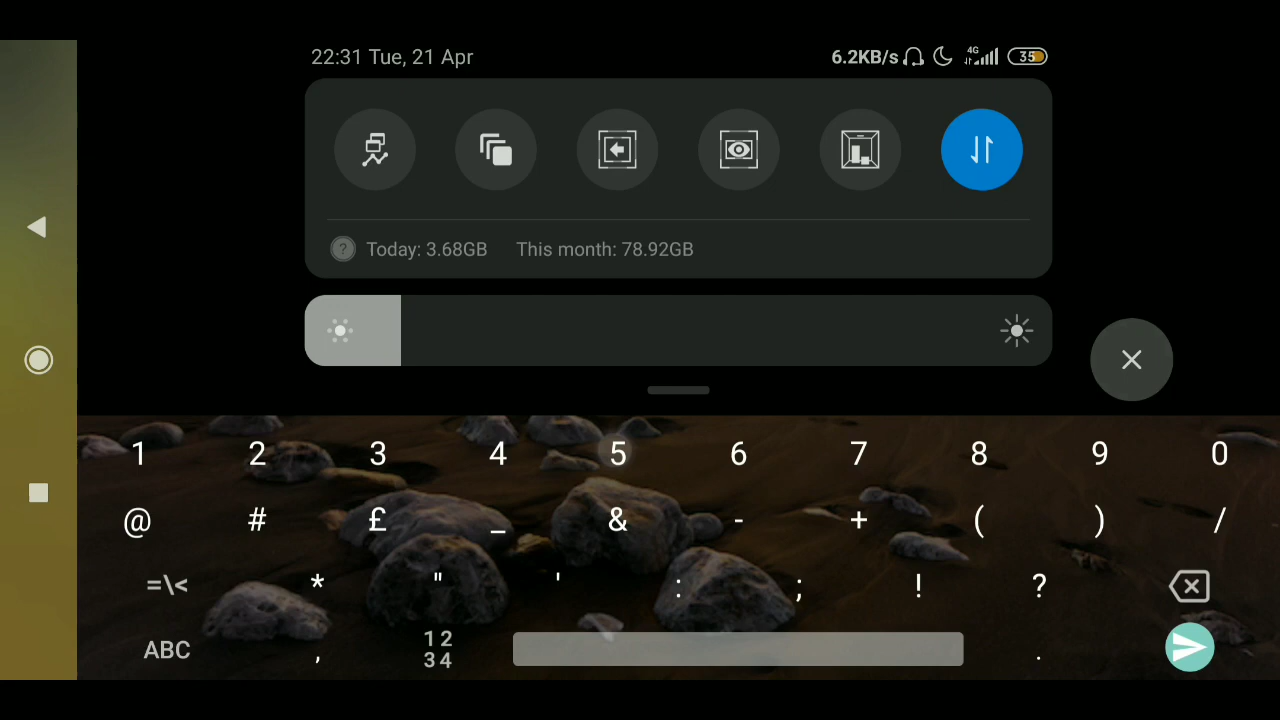 22:31 Tue, 21 Apr 6.2KB/s 4G 35
? Today: 3.68GB This month: 78.92GB
1 2 3 4 5 6 7 8 9 0
@ # £ _ & - + ( ) /
=\< * " ' : ; ! ?
ABC , 12 34 .